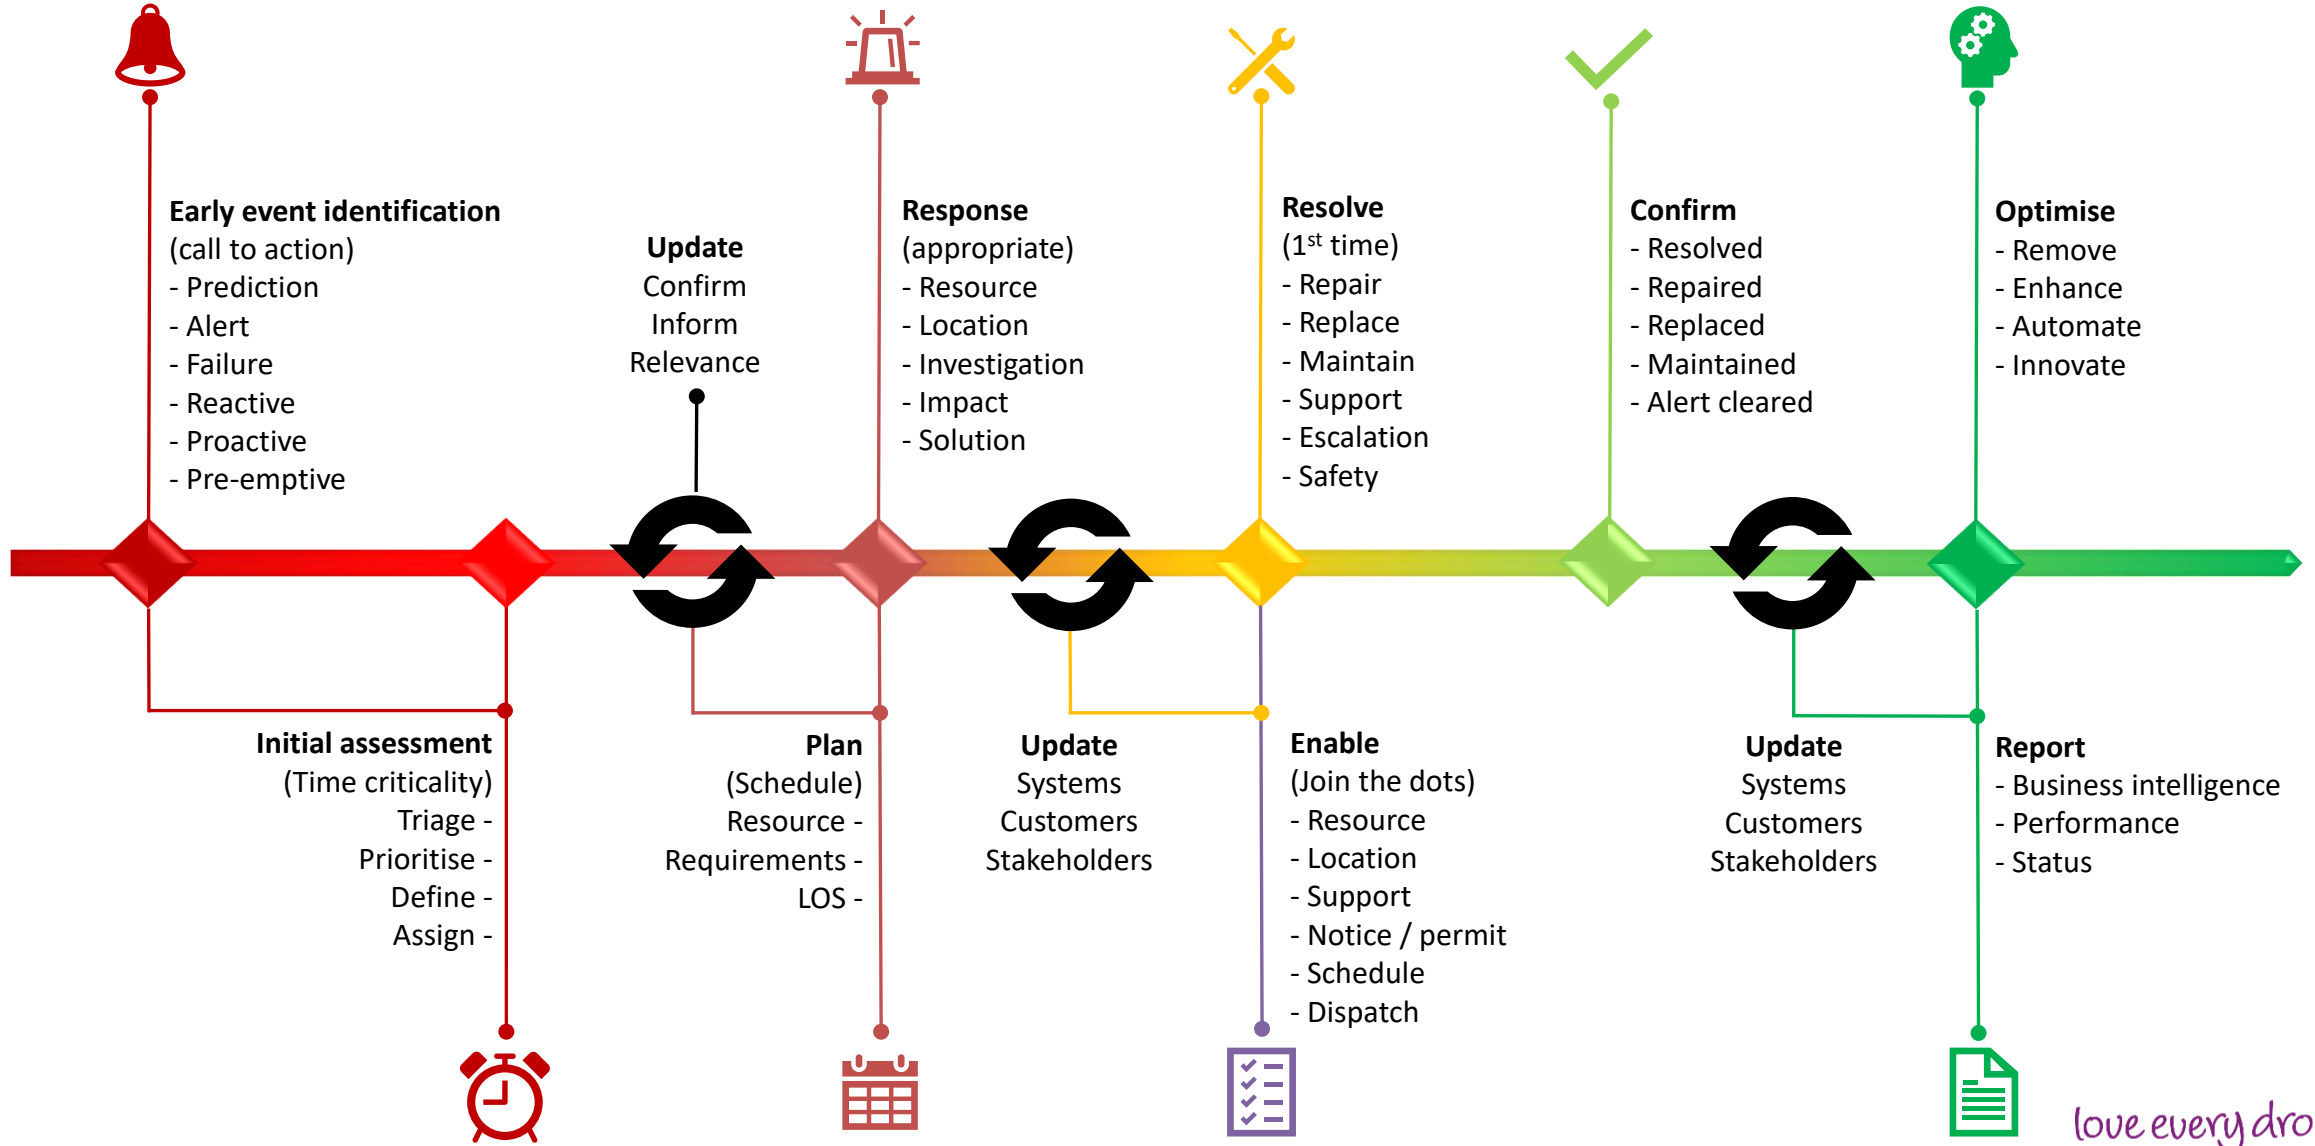 Early event identification
(call to action)
- Prediction
- Alert
- Failure
- Reactive
- Proactive
- Pre-emptive
Update
Confirm
Inform
Relevance
Response
(appropriate)
- Resource
- Location
- Investigation
- Impact
- Solution
Resolve
(1st time)
- Repair
- Replace
- Maintain
- Support
- Escalation
- Safety
Confirm
- Resolved
- Repaired
- Replaced
- Maintained
- Alert cleared
Optimise
- Remove
- Enhance
- Automate
- Innovate
Initial assessment
(Time criticality)
Triage -
Prioritise -
Define -
Assign -
Plan
(Schedule)
Resource -
Requirements -
LOS -
Update
Systems
Customers
Stakeholders
Enable
(Join the dots)
- Resource
- Location
- Support
- Notice / permit
- Schedule
- Dispatch
Update
Systems
Customers
Stakeholders
Report
- Business intelligence
- Performance
- Status
love every dro